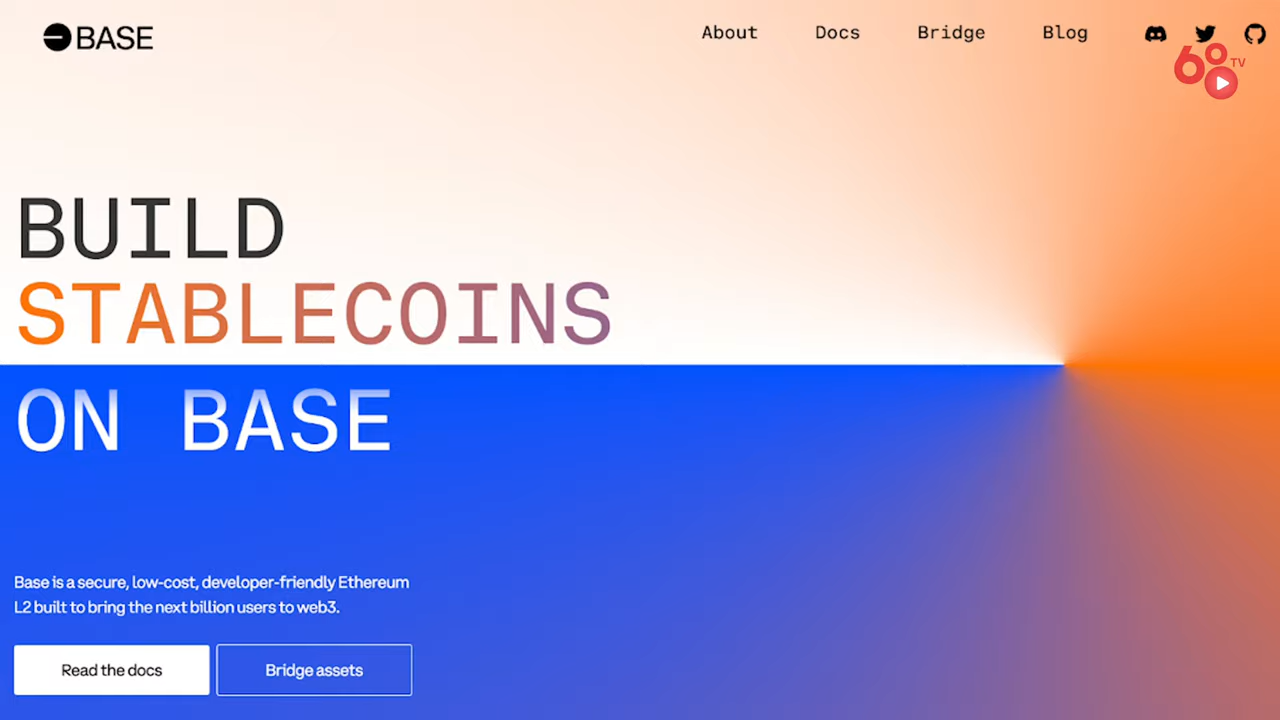 BASE
About Docs Bridge Blog
68 TV
BUILD
STABLECOINS
ON BASE
Base is a secure, low-cost, developer-friendly Ethereum
L2 built to bring the next billion users to web3.
Read the docs Bridge assets